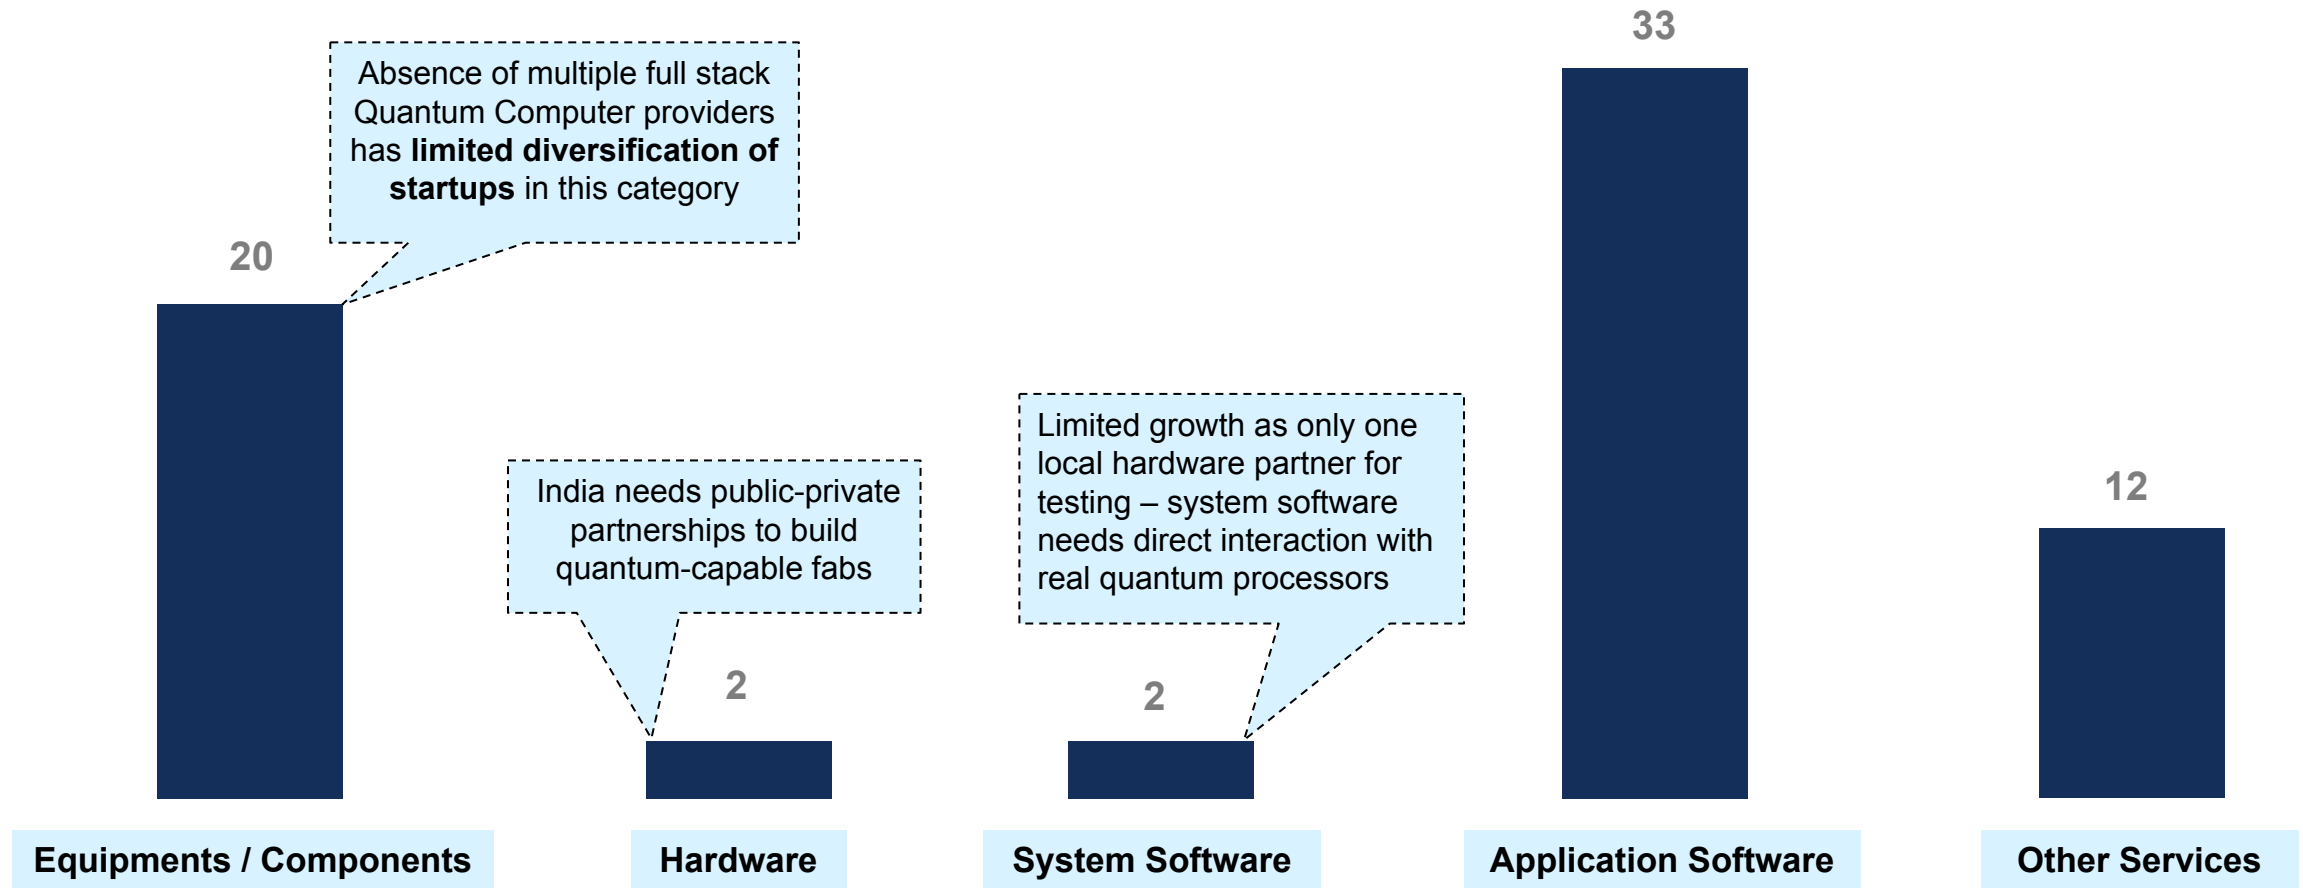 33
Absence of multiple full stack
Quantum Computer providers
has limited diversification of
startups in this category
20
Limited growth as only one
local hardware partner for
testing – system software
needs direct interaction with
real quantum processors
India needs public-private
partnerships to build
quantum-capable fabs
12
2
2
Equipments / Components
Hardware
System Software
Application Software
Other Services